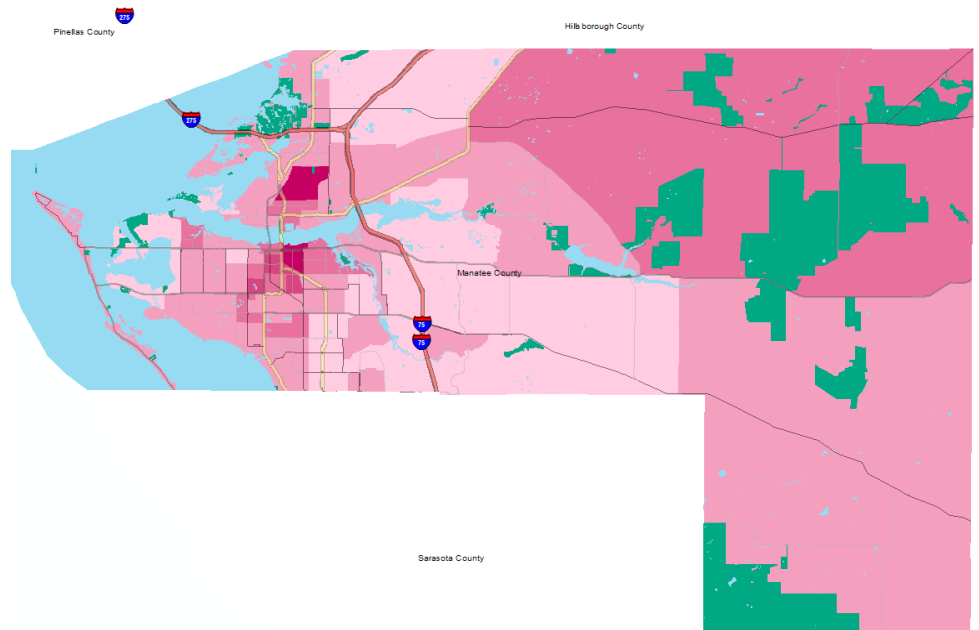 275
Pinellas County
Hillsborough County
275
Manatee County
75
75
Sarasota County